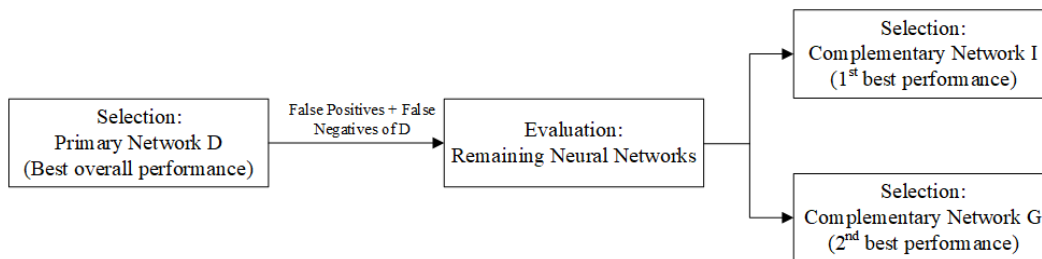 Selection:
Primary Network D
(Best overall performance)
False Positives + False
Negatives of D
Evaluation:
Remaining Neural Networks
Selection:
Complementary Network I
(1st best performance)
Selection:
Complementary Network G
(2nd best performance)